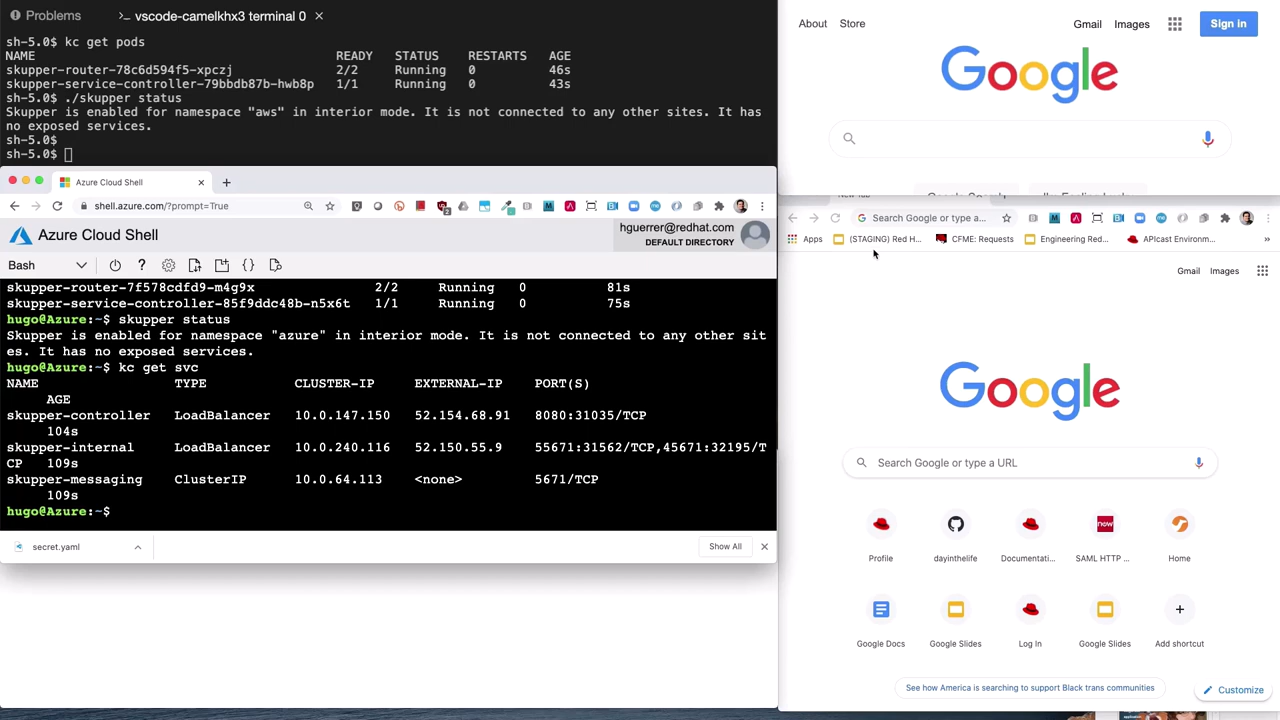 Problems
>_ vscode-camelkhx3 terminal 0 ×
sh-5.0$ kc get pods
NAME READY STATUS RESTARTS AGE
skupper-router-78c6d594f5-xpczj 2/2 Running 0 46s
skupper-service-controller-79bbdb87b-hwb8p 1/1 Running 0 43s
sh-5.0$ ./skupper status
Skupper is enabled for namespace "aws" in interior mode. It is not connected to any other sites. It has
no exposed services.
sh-5.0$
sh-5.0$
Azure Cloud Shell
shell.azure.com/?prompt=True
Azure Cloud Shell
hguerrer@redhat.com
DEFAULT DIRECTORY
Bash
skupper-router-7f578cdfd9-m4g9x 2/2 Running 0 81s
skupper-service-controller-85f9ddc48b-n5x6t 1/1 Running 0 75s
hugo@Azure:~$ skupper status
Skupper is enabled for namespace "azure" in interior mode. It is not connected to any other sit
es. It has no exposed services.
hugo@Azure:~$ kc get svc
NAME TYPE CLUSTER-IP EXTERNAL-IP PORT(S)
AGE
skupper-controller LoadBalancer 10.0.147.150 52.154.68.91 8080:31035/TCP
104s
skupper-internal LoadBalancer 10.0.240.116 52.150.55.9 55671:31562/TCP,45671:32195/T
CP 109s
skupper-messaging ClusterIP 10.0.64.113 <none> 5671/TCP
109s
hugo@Azure:~$
secret.yaml
Show All
About Store
Gmail Images Sign in
Google
New Tab
Search Google or type a...
Apps (STAGING) Red H... CFME: Requests Engineering Red... APIcast Environm... »
Gmail Images
Google
Search Google or type a URL
Profile dayinthelife Documentati... SAML HTTP ... Home
Google Docs Google Slides Log In Google Slides Add shortcut
See how America is searching to support Black trans communities
Customize